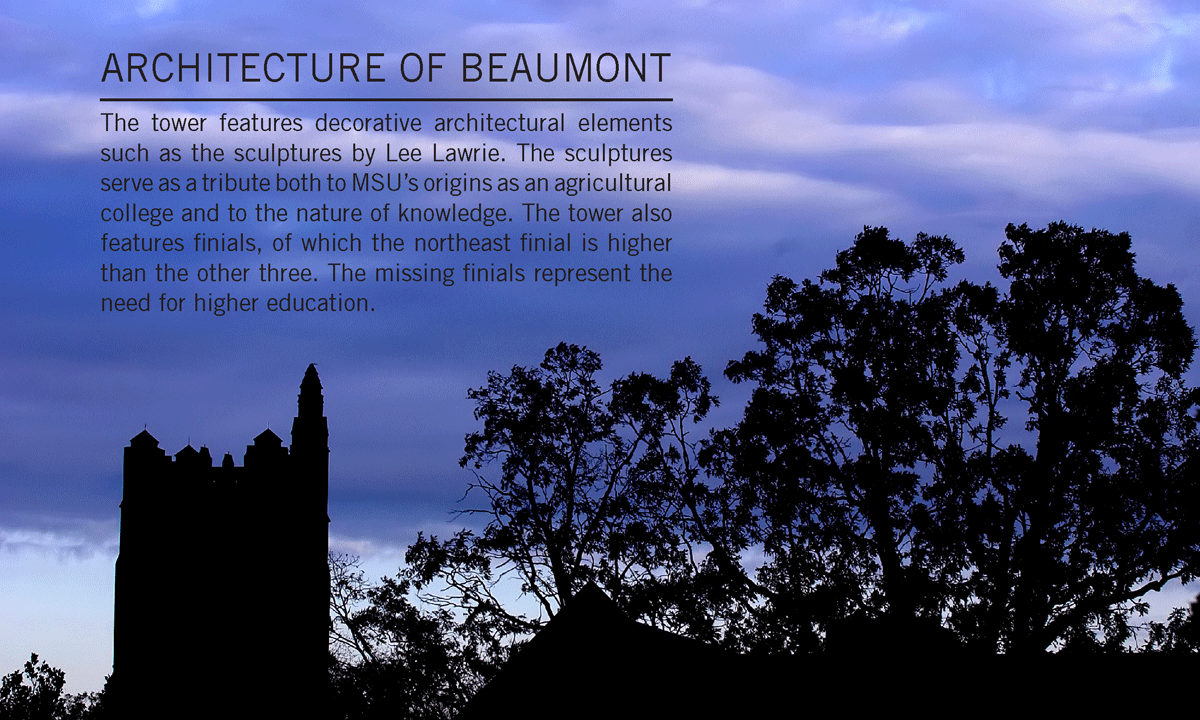 ARCHITECTURE OF BEAUMONT
The tower features decorative architectural elements
such as the sculptures by Lee Lawrie. The sculptures
serve as a tribute both to MSU's origins as an agricultural
college and to the nature of knowledge. The tower also
features finials, of which the northeast finial is higher
than the other three. The missing finials represent the
need for higher education.